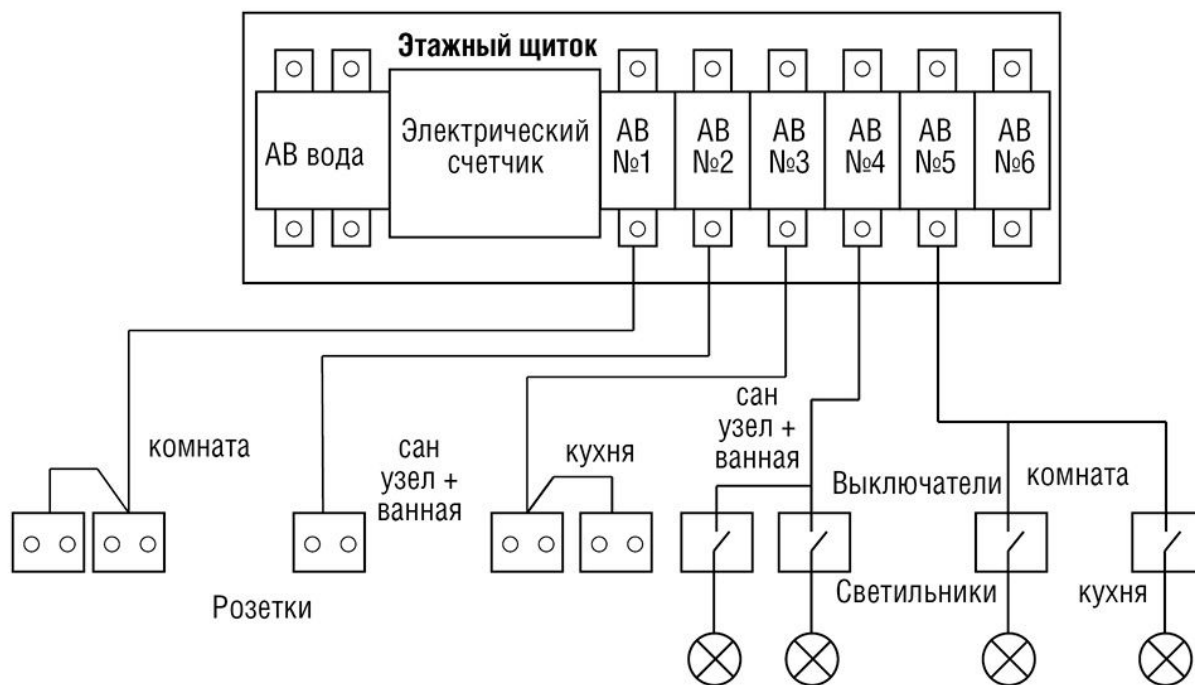 Этажный щиток
АВ вода
Электрический
счетчик
АВ
№1
АВ
№2
АВ
№3
АВ
№4
АВ
№5
АВ
№6
комната
сан
узел +
ванная
кухня
сан
узел +
ванная
Выключатели
комната
Розетки
Светильники
кухня